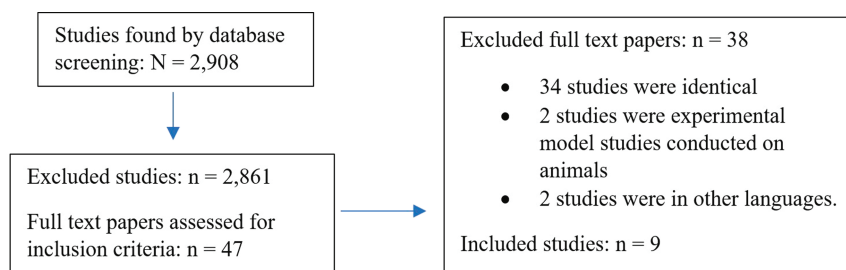 Studies found by database
screening: N = 2,908
Excluded studies: n = 2,861
Full text papers assessed for
inclusion criteria: n = 47
Excluded full text papers: n = 38
• 34 studies were identical
• 2 studies were experimental
model studies conducted on
animals
• 2 studies were in other languages.
Included studies: n = 9